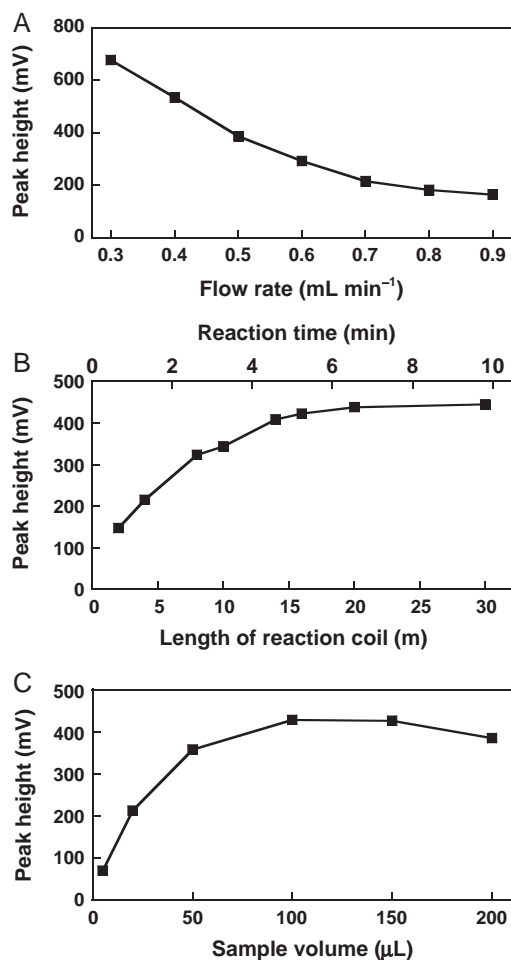 A
800
600
400
200
0
Peak height (mV)
0.3 0.4 0.5 0.6 0.7 0.8 0.9
Flow rate (mL min⁻¹)
Reaction time (min)
0 2 4 6 8 10
B
500
400
300
200
100
0
Peak height (mV)
0 5 10 15 20 25 30
Length of reaction coil (m)
C
500
400
300
200
100
0
Peak height (mV)
0 50 100 150 200
Sample volume (μL)